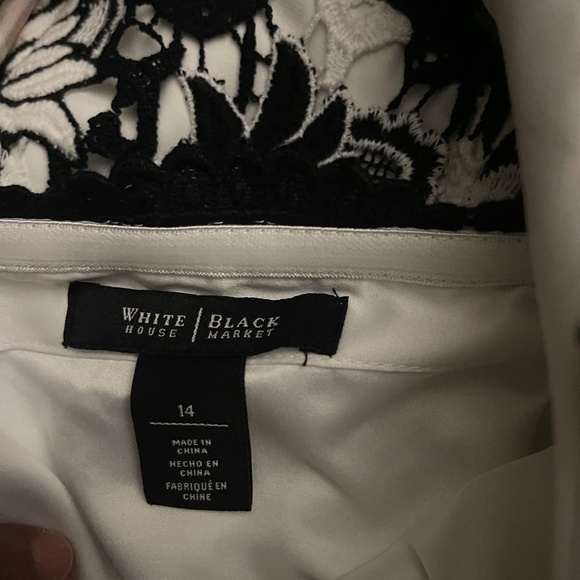 WHITE | BLACK
HOUSE | MARKET
14
MADE IN
CHINA
HECHO EN
CHINA
FABRIQUÉ EN
CHINE